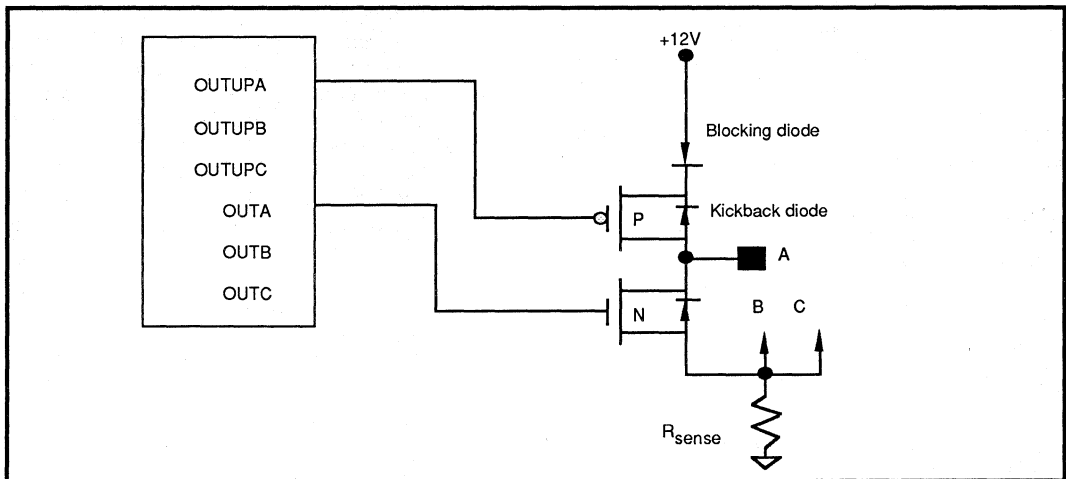 +12V
OUTUPA
OUTUPB
OUTUPC
OUTA
OUTB
OUTC
Blocking diode
P
Kickback diode
A
N
B
C
Rsense